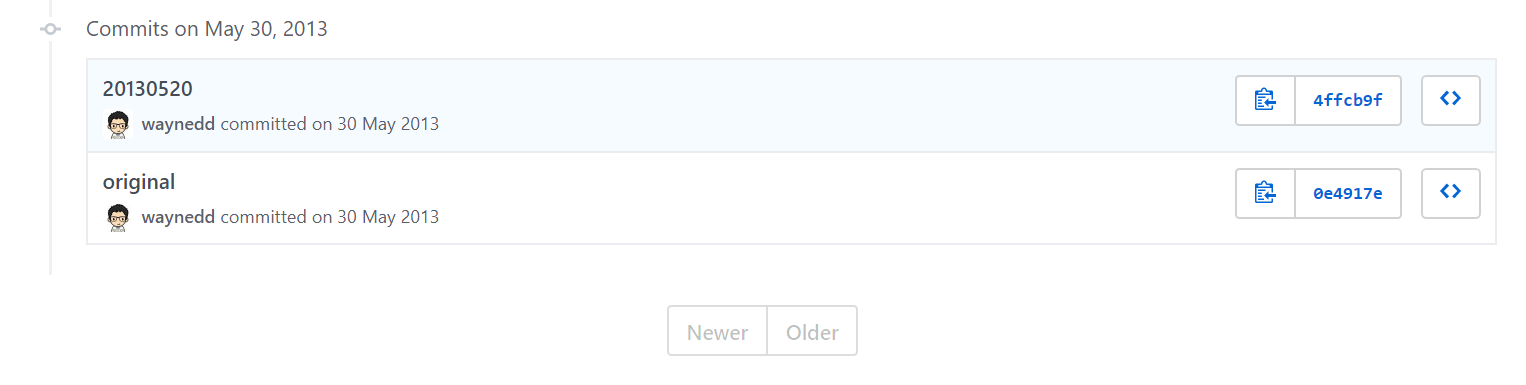 Commits on May 30, 2013
20130520
4ffcb9f
waynedd committed on 30 May 2013
original
0e4917e
waynedd committed on 30 May 2013
Newer Older